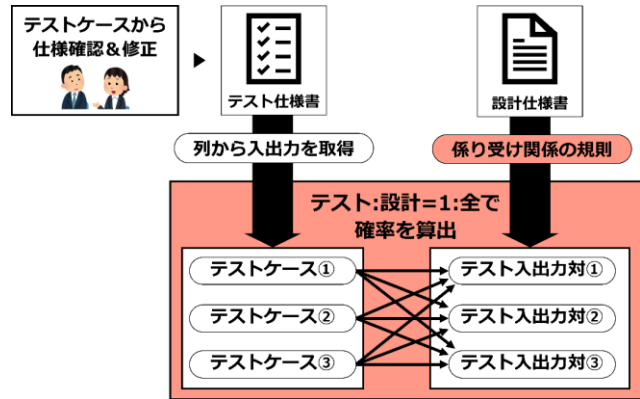 テストケースから
仕様確認&修正
テスト仕様書
設計仕様書
列から入出力を取得
係り受け関係の規則
テスト:設計=1:全で
確率を算出
テストケース①
テスト入出力対①
テストケース②
テスト入出力対②
テストケース③
テスト入出力対③